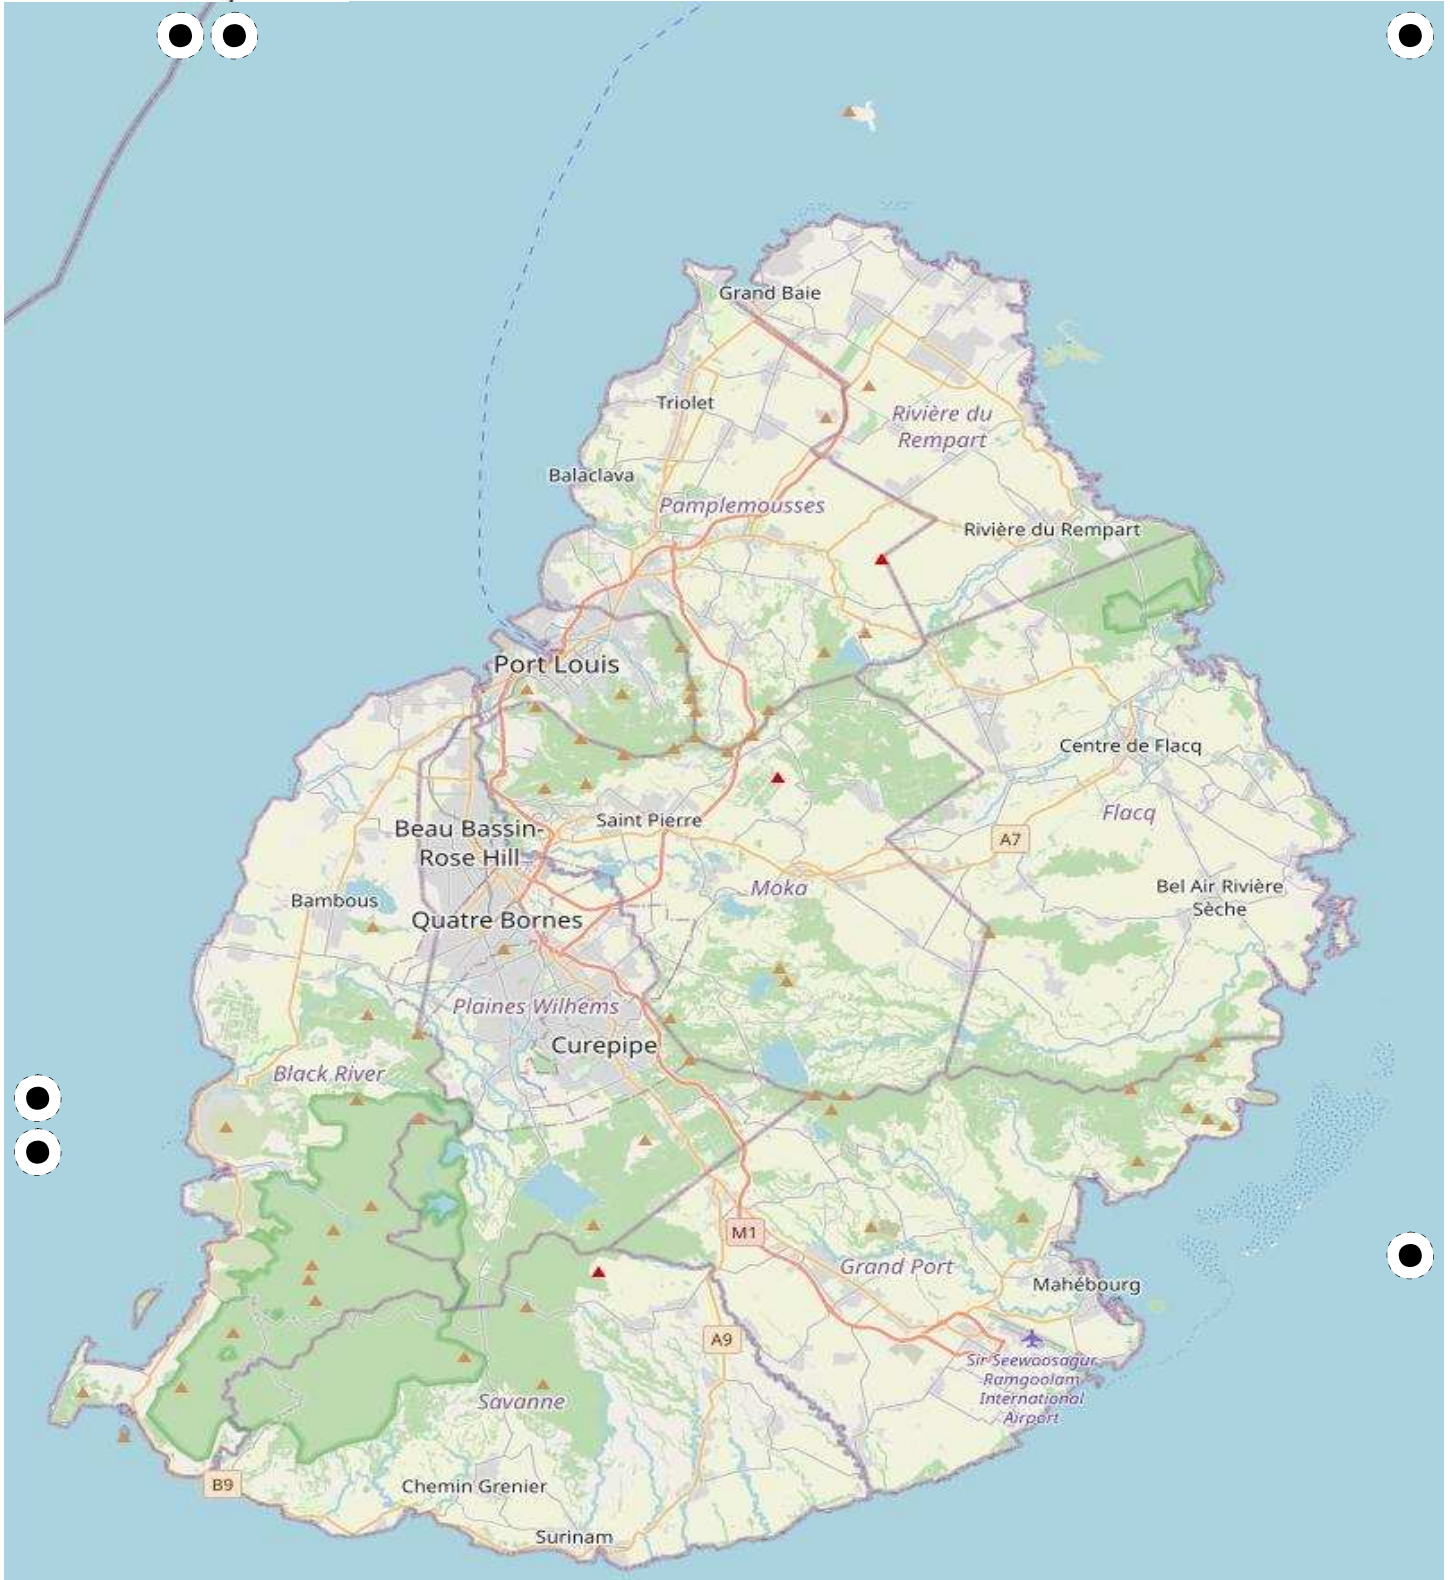 Grand Baie
Triolet
Rivière du
Rempart
Balaclava
Pamplemousses
Rivière du Rempart
Port Louis
Centre de Flacq
Flacq
Saint Pierre
Beau Bassin-
Rose Hill
A7
Moka
Bel Air Rivière
Sèche
Bambous
Quatre Bornes
Plaines Wilhems
Curepipe
Black River
M1
Grand Port
Mahébourg
A9
Sir Seewoosagur
Ramgoolam
International
Airport
Savanne
B9
Chemin Grenier
Surinam